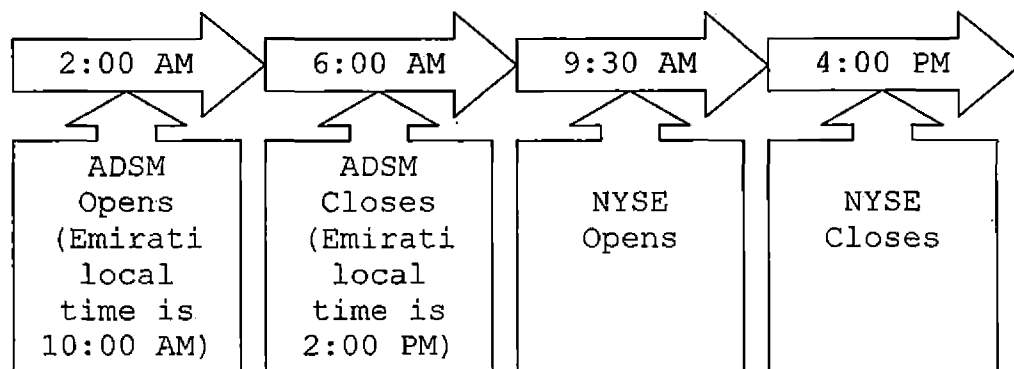 2:00 AM
6:00 AM
9:30 AM
4:00 PM
ADSM
Opens
(Emirati
local
time is
10:00 AM)
ADSM
Closes
(Emirati
local
time is
2:00 PM)
NYSE
Opens
NYSE
Closes